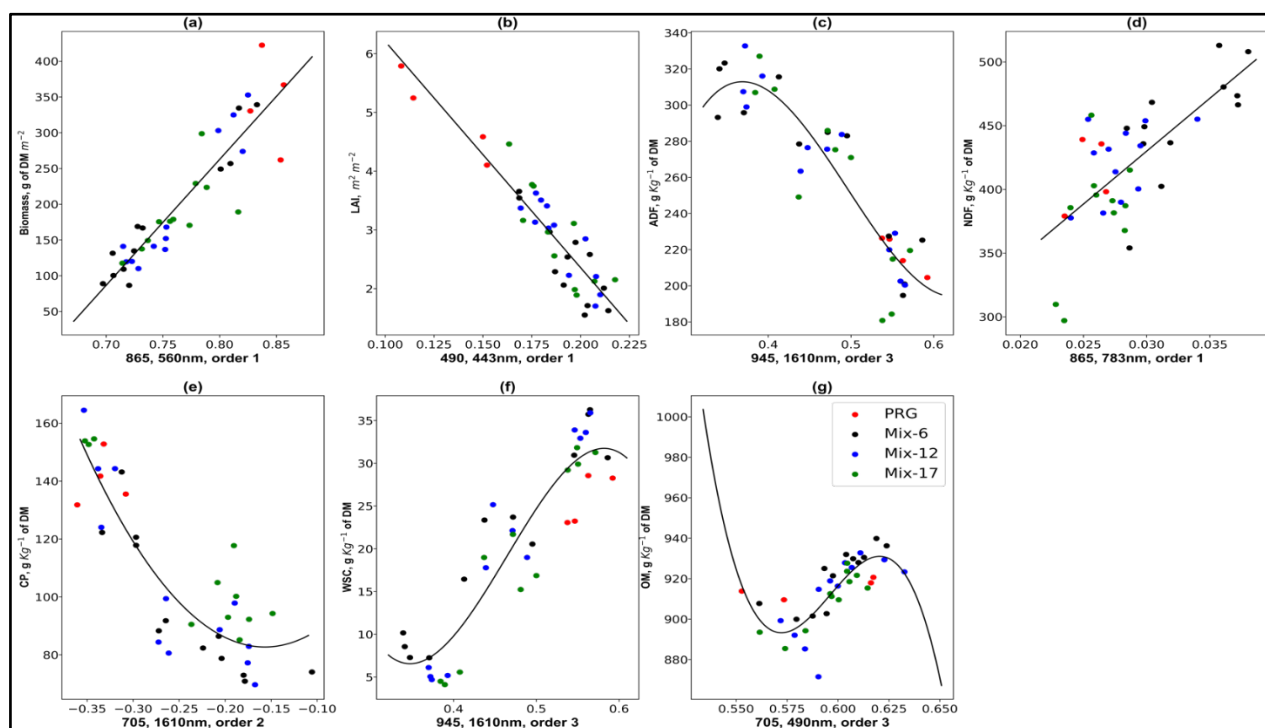 (a)
Biomass, g of DM m⁻²
400
350
300
250
200
150
100
50
0.70 0.75 0.80 0.85
865, 560nm, order 1
(b)
LAI, m² m⁻²
6
5
4
3
2
0.100 0.125 0.150 0.175 0.200 0.225
490, 443nm, order 1
(c)
ADF, g Kg⁻¹ of DM
340
320
300
280
260
240
220
200
180
0.4 0.5 0.6
945, 1610nm, order 3
(d)
NDF, g Kg⁻¹ of DM
500
450
400
350
300
0.020 0.025 0.030 0.035
865, 783nm, order 1
(e)
CP, g Kg⁻¹ of DM
160
140
120
100
80
−0.35 −0.30 −0.25 −0.20 −0.15 −0.10
705, 1610nm, order 2
(f)
WSC, g Kg⁻¹ of DM
35
30
25
20
15
10
5
0.4 0.5 0.6
945, 1610nm, order 3
(g)
OM, g Kg⁻¹ of DM
1000
980
960
940
920
900
880
0.550 0.575 0.600 0.625 0.650
705, 490nm, order 3
PRG
Mix-6
Mix-12
Mix-17